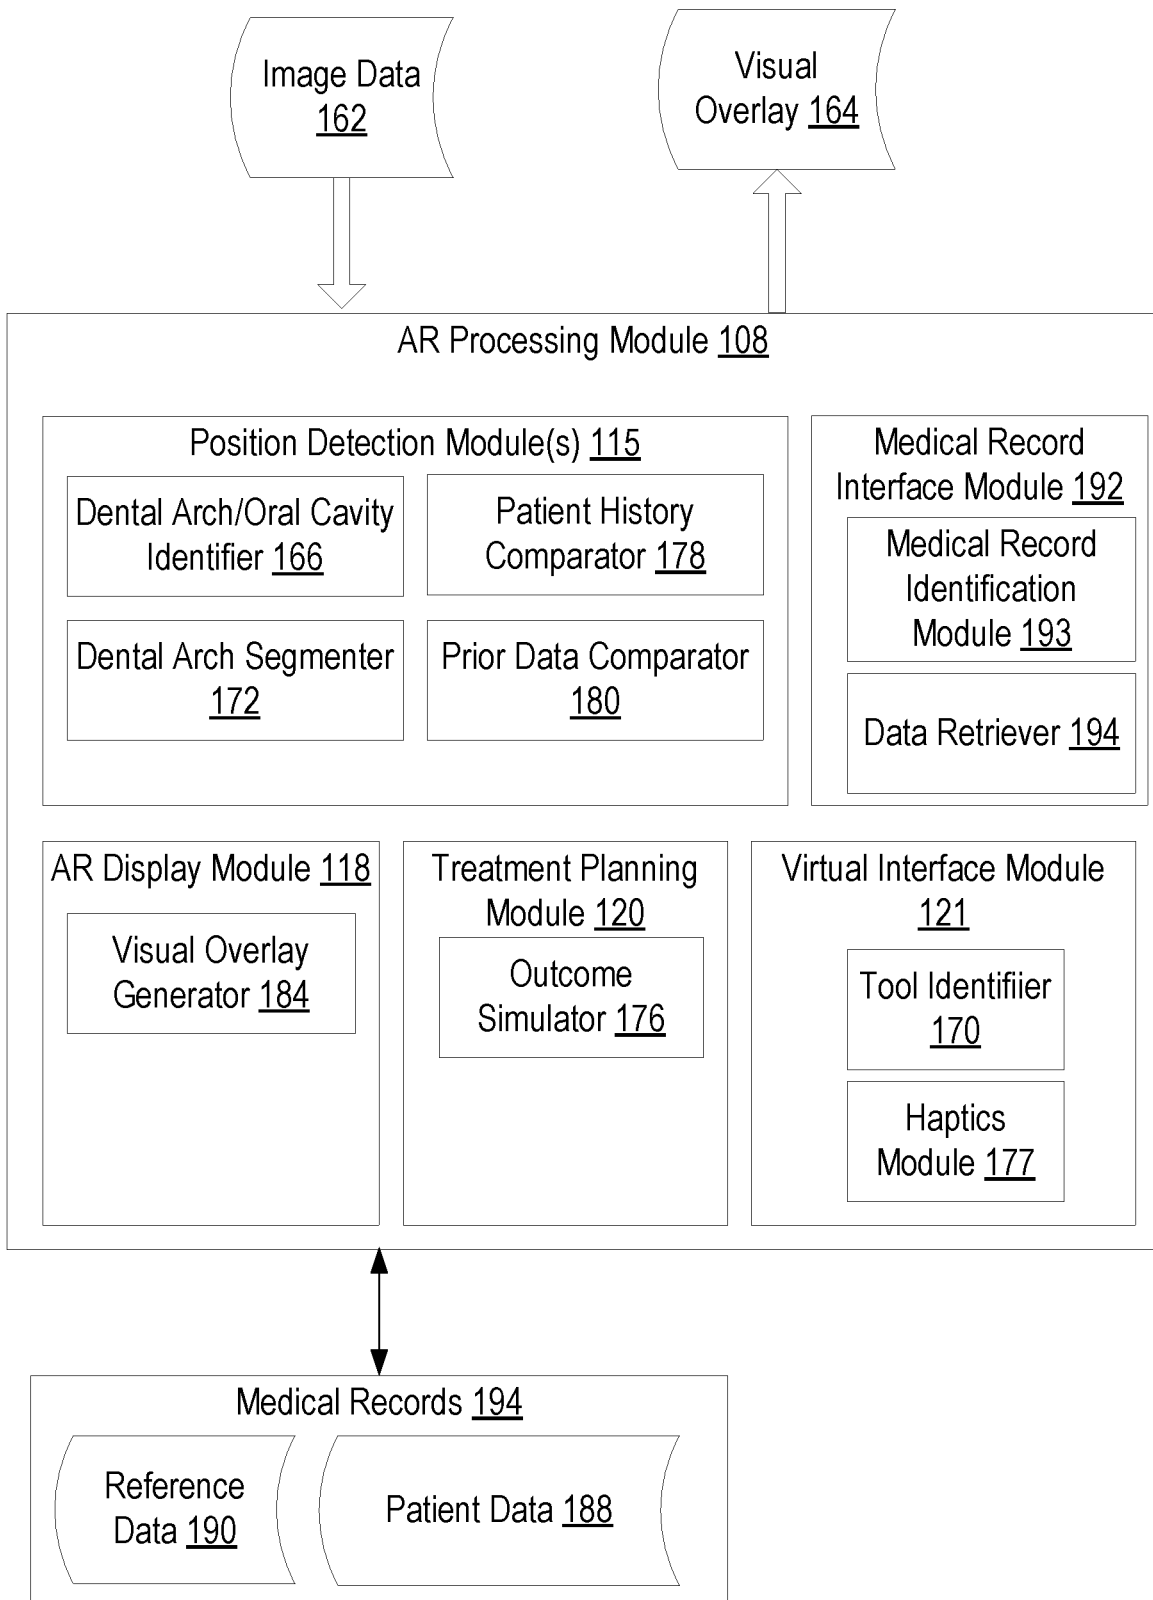 Image Data
162
Visual
Overlay 164
AR Processing Module 108
Position Detection Module(s) 115
Dental Arch/Oral Cavity
Identifier 166
Patient History
Comparator 178
Dental Arch Segmenter
172
Prior Data Comparator
180
Medical Record
Interface Module 192
Medical Record
Identification
Module 193
Data Retriever 194
AR Display Module 118
Visual Overlay
Generator 184
Treatment Planning
Module 120
Outcome
Simulator 176
Virtual Interface Module
121
Tool Identifiier
170
Haptics
Module 177
Medical Records 194
Reference
Data 190
Patient Data 188